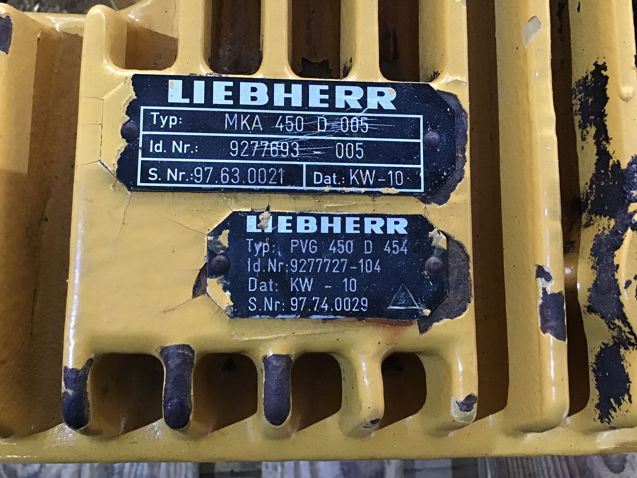 LIEBHERR
Typ: MKA 450 D 005
Id. Nr.: 9277693 - 005
S. Nr.: 97.63.0021 Dat.: KW-10
LIEBHERR
Typ: PVG 450 D 454
Id.Nr: 9277727-104
Dat: KW - 10
S.Nr: 97.74.0029